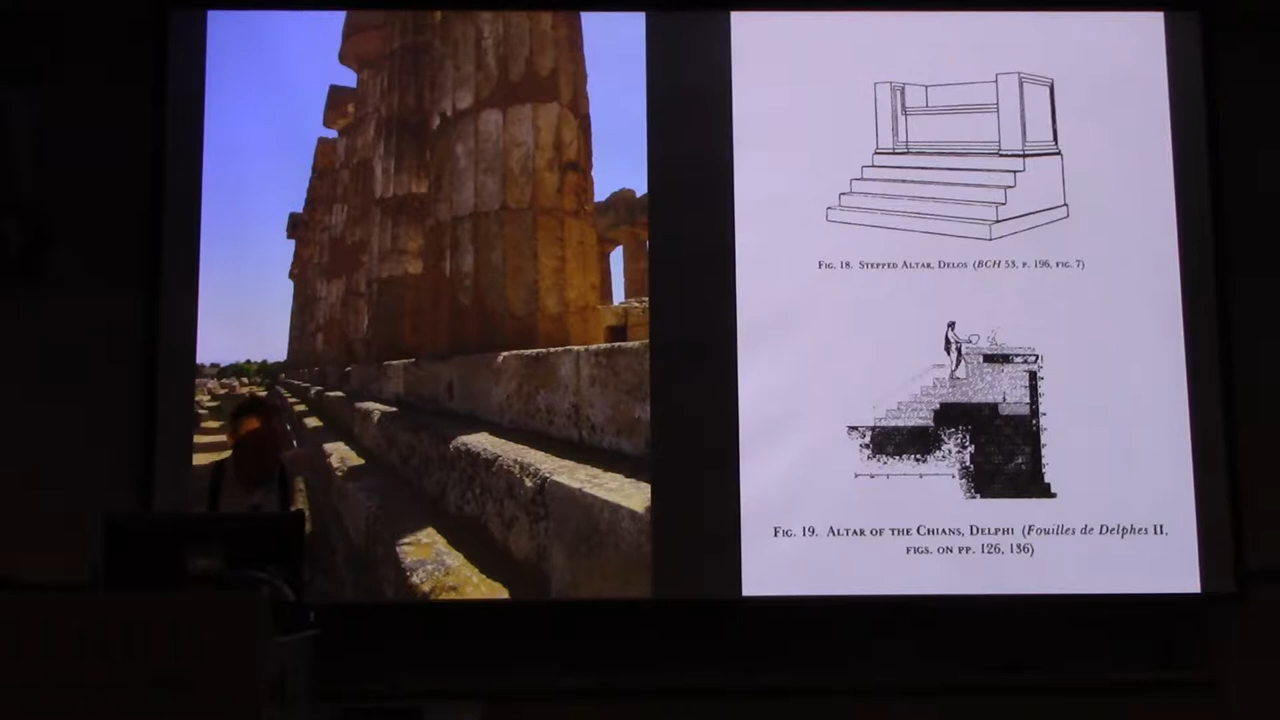 FIG. 18. STEPPED ALTAR, DELOS (BCH 53, P. 196, FIG. 7)
FIG. 19. ALTAR OF THE CHIANS, DELPHI (Fouilles de Delphes II,
FIGS. ON PP. 126, 136)